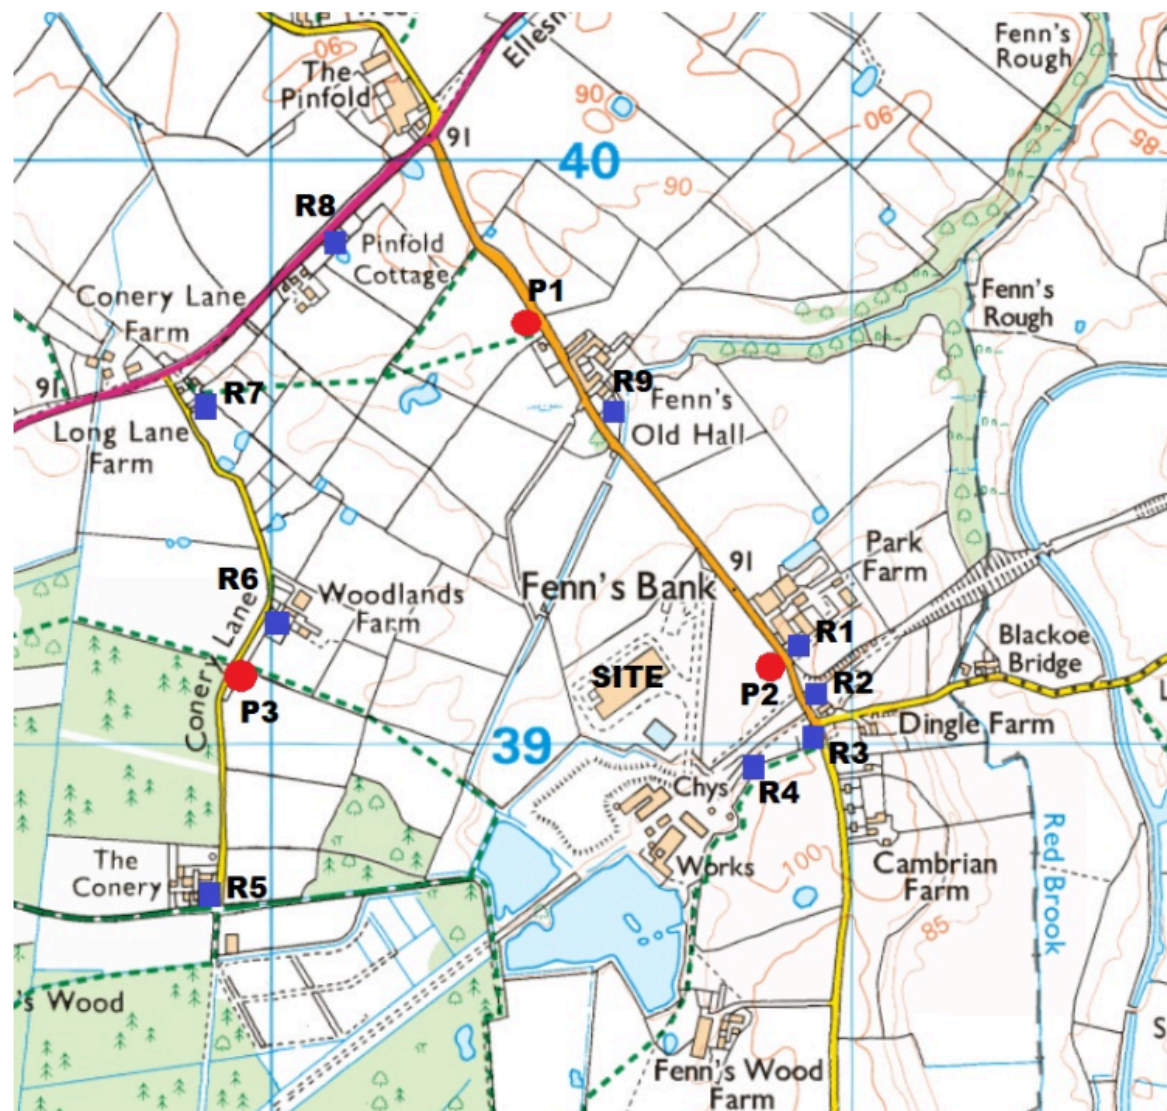 Ellesm
Fenn's
Rough
The
Pinfold
90
90
91
85
40
90
90
R8
Pinfold
Cottage
P1
Conery Lane
Farm
Fenn's
Rough
91
R7
R9
Fenn's
Old Hall
Long Lane
Farm
91
Park
Farm
Fenn's Bank
R6
Woodlands
Farm
Conery Lane
R1
Blackoe
Bridge
SITE
P2
R2
P3
Dingle Farm
39
R3
R4
Chys
Red Brook
The
Conery
R5
Works
100
Cambrian
Farm
85
's Wood
Fenn's Wood
Farm